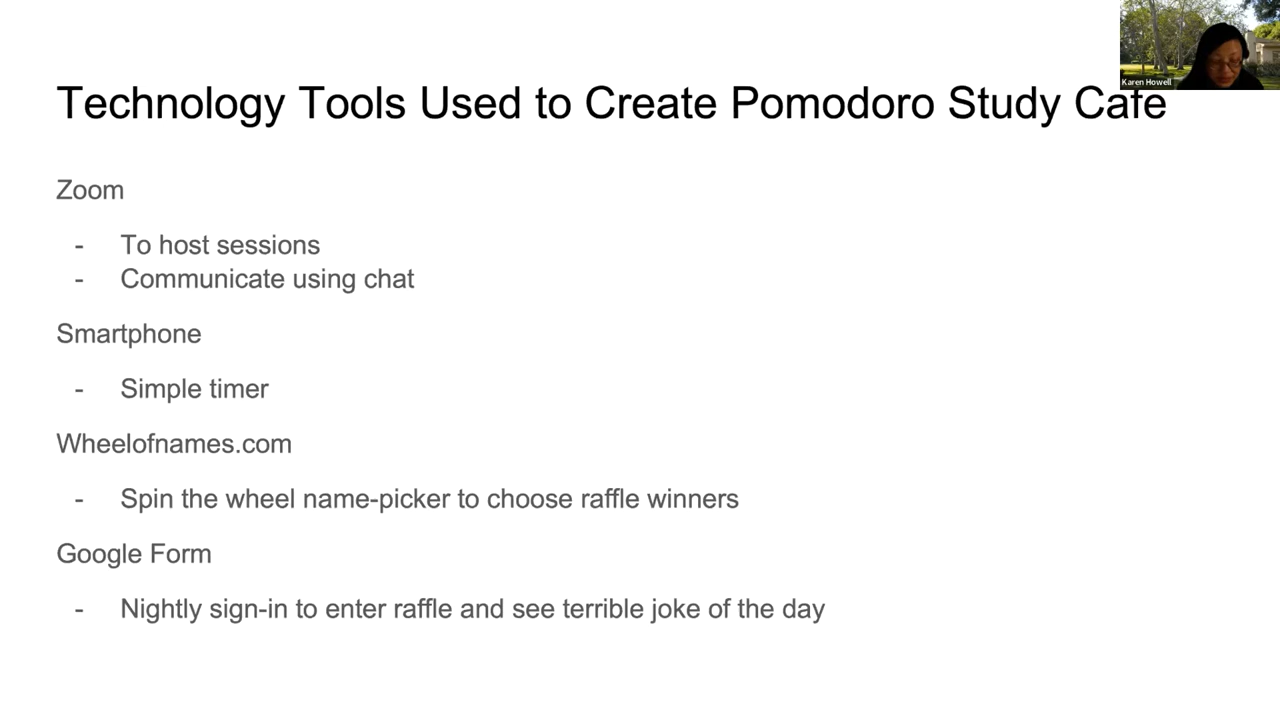 Karen Howell
Technology Tools Used to Create Pomodoro Study Cafe
Zoom
- To host sessions
- Communicate using chat
Smartphone
- Simple timer
Wheelofnames.com
- Spin the wheel name-picker to choose raffle winners
Google Form
- Nightly sign-in to enter raffle and see terrible joke of the day